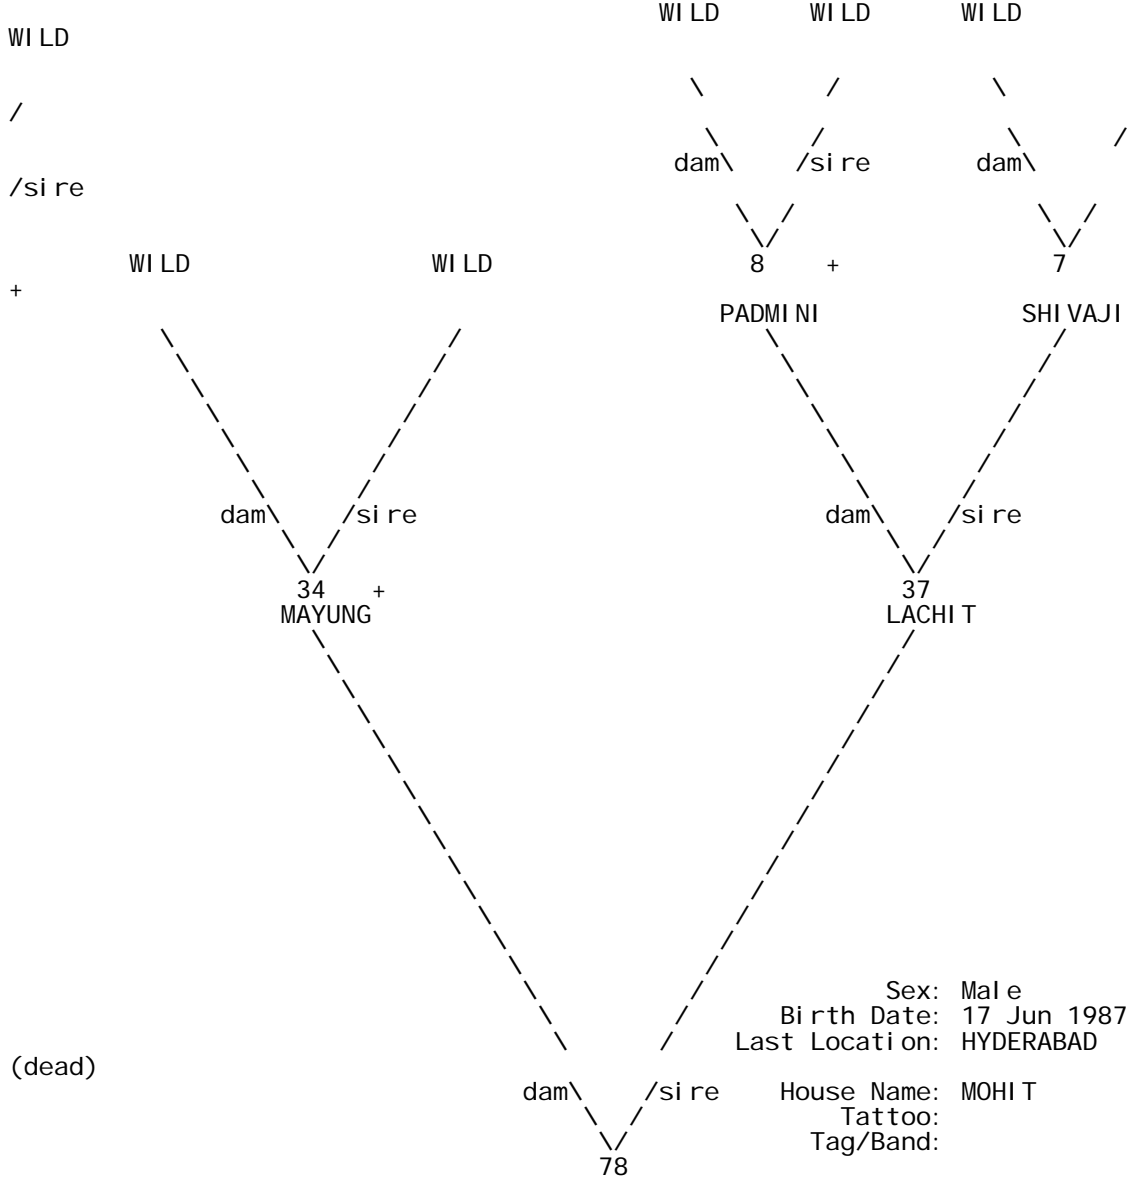 WILD WILD WILD
WILD
\ / \
/
\ / \ /
dam\ /sire dam\
/sire
\ / \ /
\/ \/
WILD WILD 8 + 7
+
PADMINI SHIVAJI
\ / \ /
\ / \ /
\ / \ /
\ / \ /
\ / \ /
\ / \ /
\ / \ /
dam\ /sire dam\ /sire
\ / \ /
\/ \/
34 + 37
MAYUNG LACHIT
\ /
\ /
\ /
\ /
\ /
\ /
\ /
\ /
\ /
\ /
\ /
\ /
\ /
\ /
\ / Sex: Male
\ / Birth Date: 17 Jun 1987
\ / Last Location: HYDERABAD
(dead)
dam\ /sire House Name: MOHIT
\ / Tattoo:
\/ Tag/Band:
78